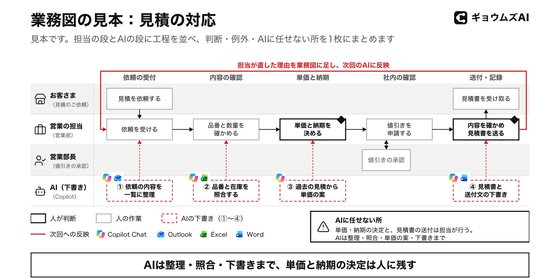 業務図の見本：見積の対応
ギョウムズAI
見本です。担当の段とAIの段に工程を並べ、判断・例外・AIに任せない所を1枚にまとめます
担当が直した理由を業務図に足し、次回のAIに反映
依頼の受付
内容の確認
単価と納期
社内の確認
送付・記録
お客さま
（見積のご依頼）
見積を依頼する
見積を受け取る
営業の担当
（営業部）
依頼を受ける
品番と数量を
確かめる
単価と納期を
決める
値引きを
申請する
内容を確かめ
見積書を送る
営業部長
（値引きの承認）
値引きの承認
AI（下書き）
（Copilot）
① 依頼の内容を
一覧に整理
② 品番と在庫を
照合する
③ 過去の見積から
単価の案
④ 見積書と
送付文の下書き
人が判断
人の作業
AIの下書き（①〜④）
次回への反映
Copilot Chat
Outlook
Excel
Word
AIに任せない所
単価と納期の決定、見積書の送付は担当が行う。
AIは整理・照合・単価の案・下書きまで
AIは整理・照合・下書きまで、単価と納期の決定は人に残す